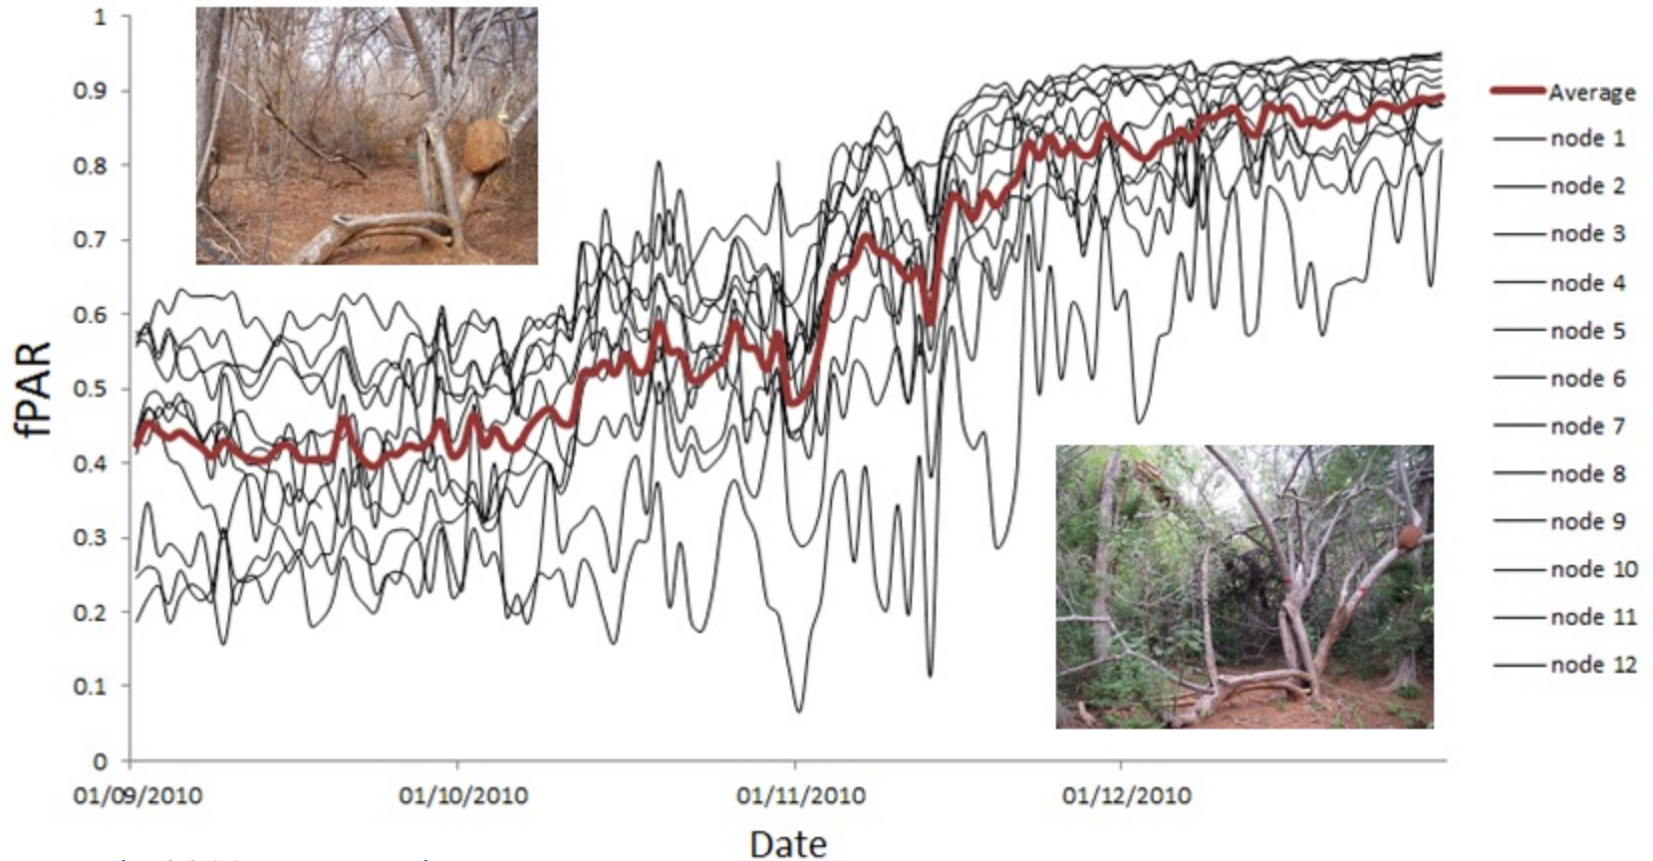 1
0.9
0.8
0.7
0.6
0.5
0.4
0.3
0.2
0.1
0
fPAR
01/09/2010
01/10/2010
01/11/2010
01/12/2010
Date
Average
node 1
node 2
node 3
node 4
node 5
node 6
node 7
node 8
node 9
node 10
node 11
node 12